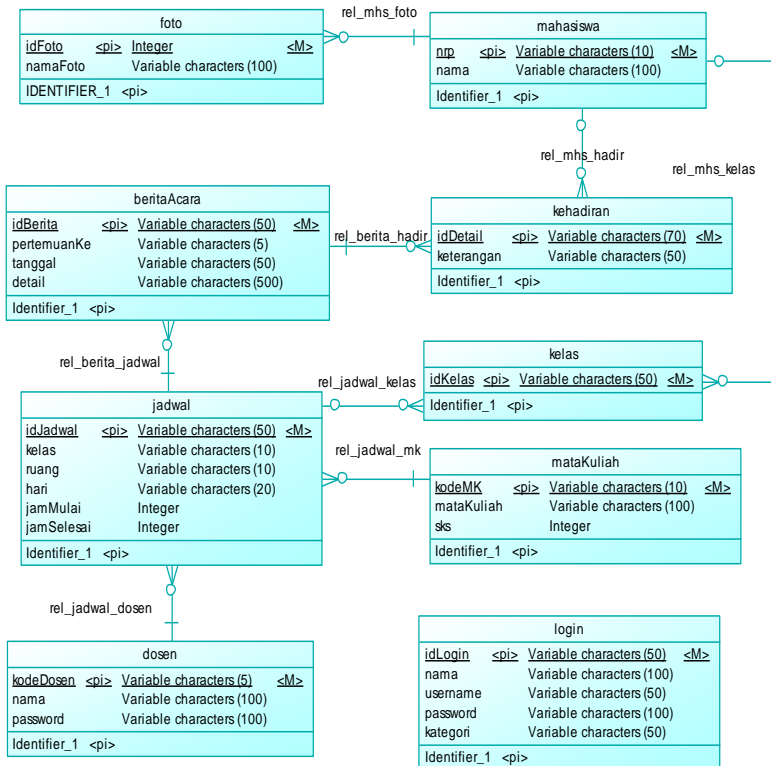 rel_mhs_foto
foto
idFoto <pi> Integer <M>
namaFoto Variable characters (100)
IDENTIFIER_1 <pi>
mahasiswa
nrp <pi> Variable characters (10) <M>
nama Variable characters (100)
Identifier_1 <pi>
rel_mhs_hadir
rel_mhs_kelas
beritaAcara
idBerita <pi> Variable characters (50) <M>
pertemuanKe Variable characters (5)
tanggal Variable characters (50)
detail Variable characters (500)
Identifier_1 <pi>
rel_berita_hadir
kehadiran
idDetail <pi> Variable characters (70) <M>
keterangan Variable characters (50)
Identifier_1 <pi>
rel_berita_jadwal
rel_jadwal_kelas
kelas
idKelas <pi> Variable characters (50) <M>
Identifier_1 <pi>
jadwal
idJadwal <pi> Variable characters (50) <M>
kelas Variable characters (10)
ruang Variable characters (10)
hari Variable characters (20)
jamMulai Integer
jamSelesai Integer
Identifier_1 <pi>
rel_jadwal_mk
mataKuliah
kodeMK <pi> Variable characters (10) <M>
mataKuliah Variable characters (100)
sks Integer
Identifier_1 <pi>
rel_jadwal_dosen
dosen
kodeDosen <pi> Variable characters (5) <M>
nama Variable characters (100)
password Variable characters (100)
Identifier_1 <pi>
login
idLogin <pi> Variable characters (50) <M>
nama Variable characters (100)
username Variable characters (50)
password Variable characters (100)
kategori Variable characters (50)
Identifier_1 <pi>